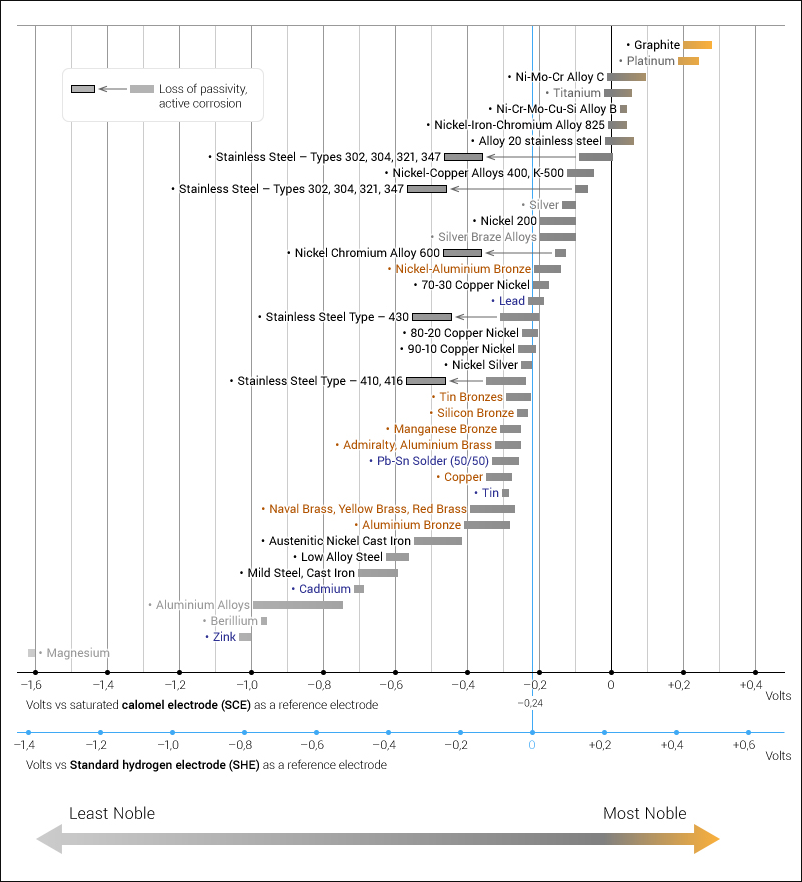 • Graphite
• Platinum
• Ni-Mo-Cr Alloy C
Loss of passivity,
active corrosion
• Titanium
• Ni-Cr-Mo-Cu-Si Alloy B
• Nickel-Iron-Chromium Alloy 825
• Alloy 20 stainless steel
• Stainless Steel – Types 302, 304, 321, 347
• Nickel-Copper Alloys 400, K-500
• Stainless Steel – Types 302, 304, 321, 347
• Silver
• Nickel 200
• Silver Braze Alloys
• Nickel Chromium Alloy 600
• Nickel-Aluminium Bronze
• 70-30 Copper Nickel
• Lead
• Stainless Steel Type – 430
• 80-20 Copper Nickel
• 90-10 Copper Nickel
• Nickel Silver
• Stainless Steel Type – 410, 416
• Tin Bronzes
• Silicon Bronze
• Manganese Bronze
• Admiralty, Aluminium Brass
• Pb-Sn Solder (50/50)
• Copper
• Tin
• Naval Brass, Yellow Brass, Red Brass
• Aluminium Bronze
• Austenitic Nickel Cast Iron
• Low Alloy Steel
• Mild Steel, Cast Iron
• Cadmium
• Aluminium Alloys
• Berillium
• Zink
• Magnesium
−1,6 −1,4 −1,2 −1,0 −0,8 −0,6 −0,4 −0,2 0 +0,2 +0,4
Volts
Volts vs saturated calomel electrode (SCE) as a reference electrode
−0,24
−1,4 −1,2 −1,0 −0,8 −0,6 −0,4 −0,2 0 +0,2 +0,4 +0,6
Volts
Volts vs Standard hydrogen electrode (SHE) as a reference electrode
Least Noble Most Noble